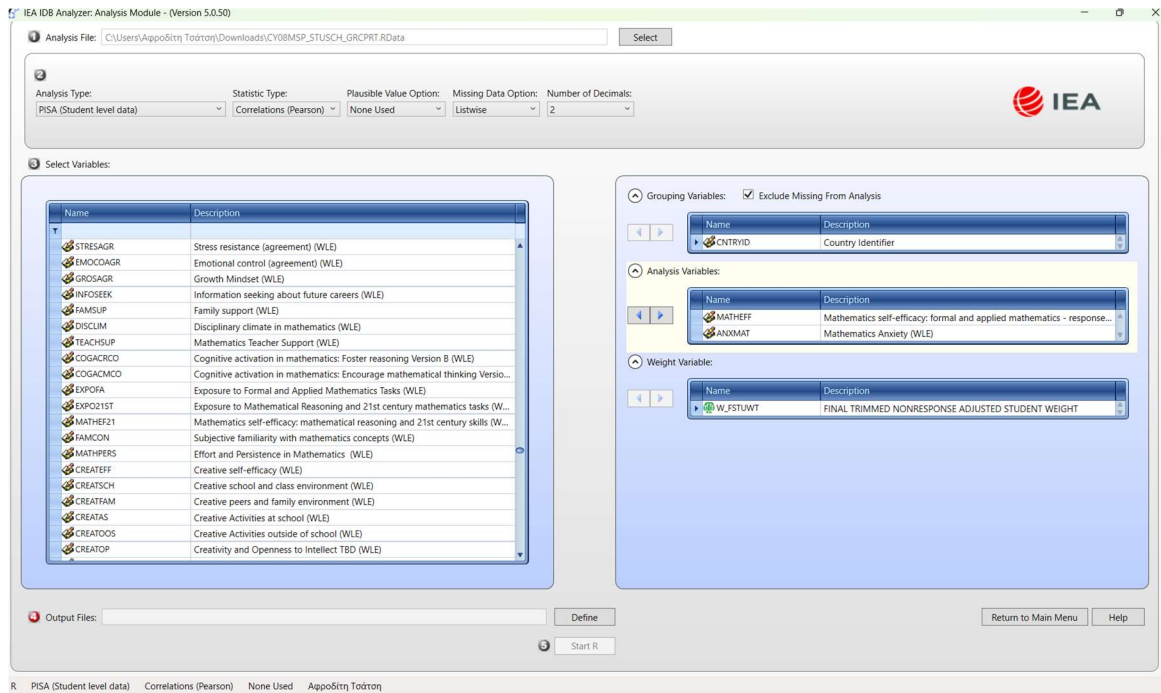 IEA IDB Analyzer: Analysis Module - (Version 5.0.50)
1 Analysis File: C:\Users\Αφροδίτη Τσάτση\Downloads\CY08MSP_STUSCH_GRCPRT.RData Select
2
Analysis Type: Statistic Type: Plausible Value Option: Missing Data Option: Number of Decimals:
PISA (Student level data) Correlations (Pearson) None Used Listwise 2
IEA
3 Select Variables:
Name Description
STRESAGR Stress resistance (agreement) (WLE)
EMOCOAGR Emotional control (agreement) (WLE)
GROSAGR Growth Mindset (WLE)
INFOSEEK Information seeking about future careers (WLE)
FAMSUP Family support (WLE)
DISCLIM Disciplinary climate in mathematics (WLE)
TEACHSUP Mathematics Teacher Support (WLE)
COGACRCO Cognitive activation in mathematics: Foster reasoning Version B (WLE)
COGACMCO Cognitive activation in mathematics: Encourage mathematical thinking Versio...
EXPOFA Exposure to Formal and Applied Mathematics Tasks (WLE)
EXPO21ST Exposure to Mathematical Reasoning and 21st century mathematics tasks (W...
MATHEF21 Mathematics self-efficacy: mathematical reasoning and 21st century skills (W...
FAMCON Subjective familiarity with mathematics concepts (WLE)
MATHPERS Effort and Persistence in Mathematics (WLE)
CREATEFF Creative self-efficacy (WLE)
CREATSCH Creative school and class environment (WLE)
CREATFAM Creative peers and family environment (WLE)
CREATAS Creative Activities at school (WLE)
CREATOOS Creative Activities outside of school (WLE)
CREATOP Creativity and Openness to Intellect TBD (WLE)
Grouping Variables: Exclude Missing From Analysis
Name Description
CNTRYID Country Identifier
Analysis Variables:
Name Description
MATHEFF Mathematics self-efficacy: formal and applied mathematics - response...
ANXMAT Mathematics Anxiety (WLE)
Weight Variable:
Name Description
W_FSTUWT FINAL TRIMMED NONRESPONSE ADJUSTED STUDENT WEIGHT
4 Output Files: Define
Return to Main Menu Help
5 Start R
R PISA (Student level data) Correlations (Pearson) None Used Αφροδίτη Τσάτση